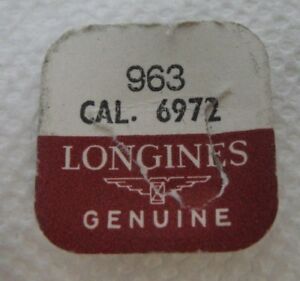 963
CAL. 6972
LONGINES
GENUINE